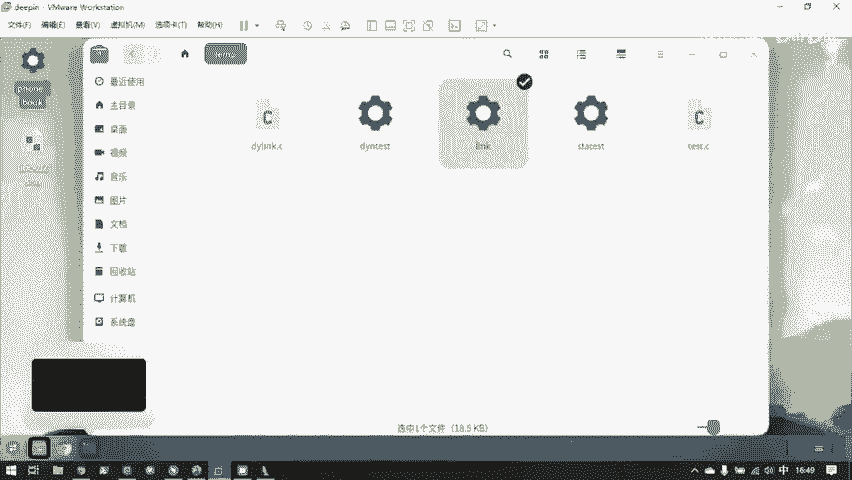 deepin - VMware Workstation
文件(F) 编辑(E) 查看(V) 虚拟机(M) 选项卡(T) 帮助(H)
最近使用
主目录
桌面
视频
音乐
图片
文档
下载
回收站
计算机
系统盘
dylink.c
dyntest
link
statest
test.c
选中1个文件 (18.6 KB)
中
16:49